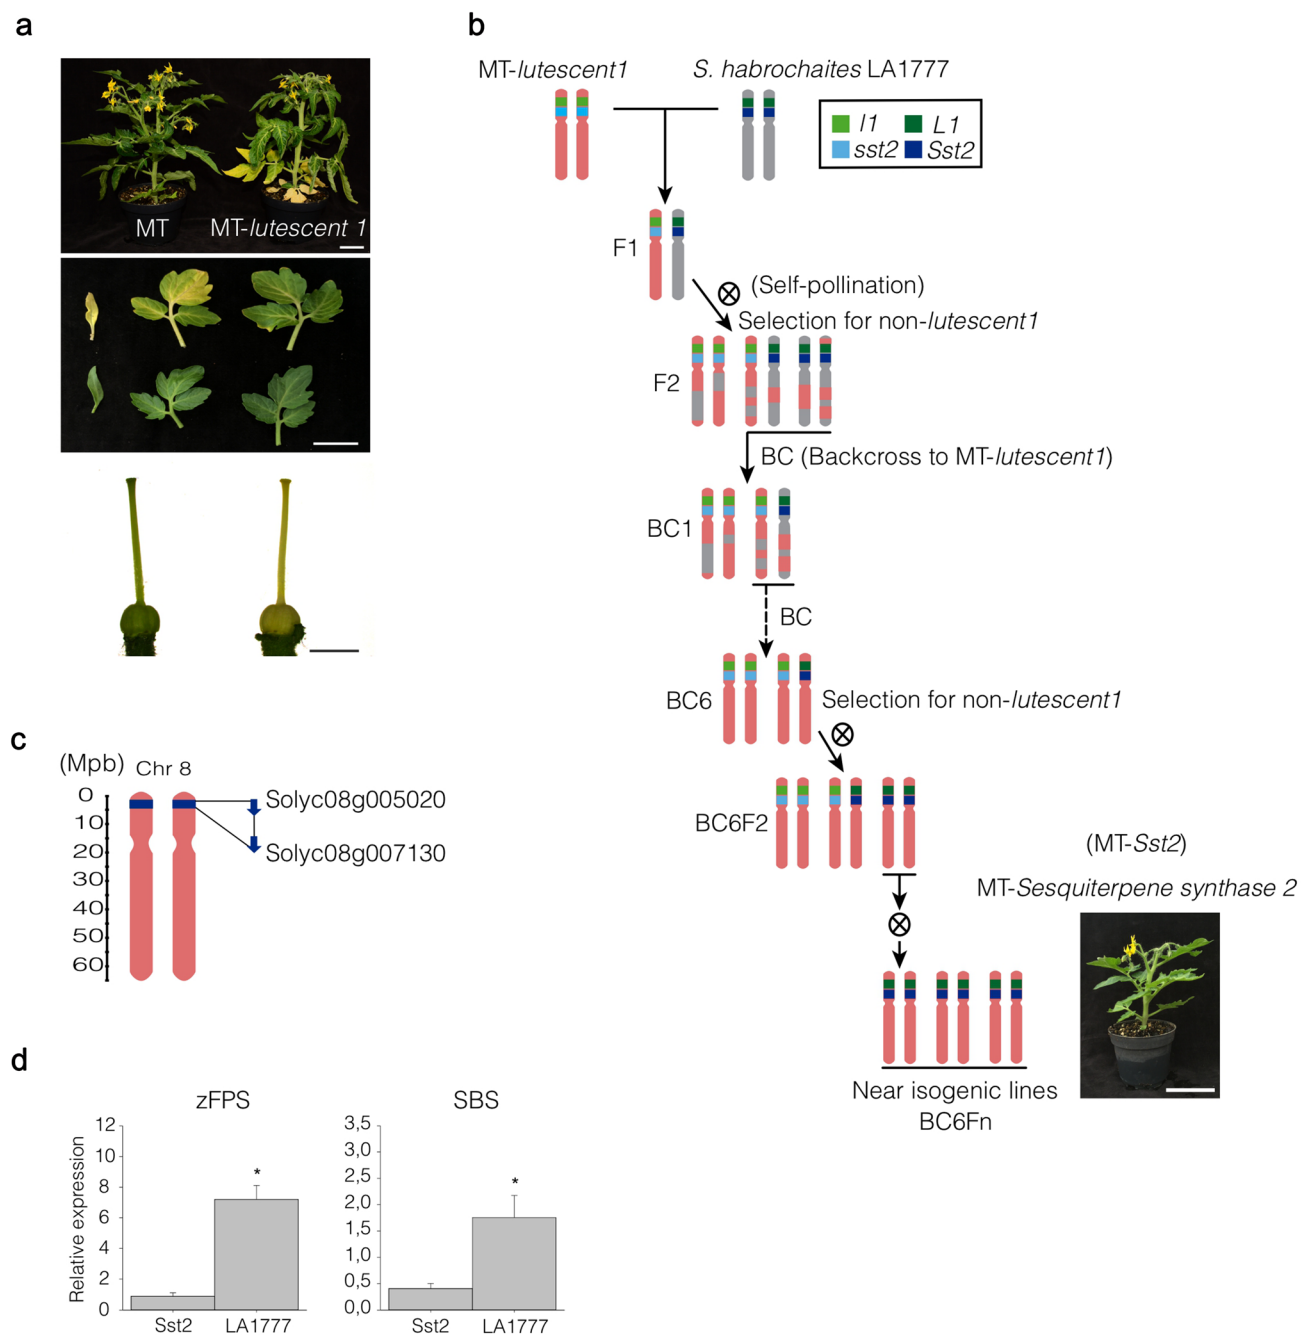 a
MT
MT-lutescent 1
b
MT-lutescent1
S. habrochaites LA1777
l1
L1
sst2
Sst2
F1
(Self-pollination)
Selection for non-lutescent1
F2
BC (Backcross to MT-lutescent1)
BC1
BC
BC6
Selection for non-lutescent1
BC6F2
(MT-Sst2)
MT-Sesquiterpene synthase 2
Near isogenic lines
BC6Fn
c
(Mpb)
Chr 8
0
10
20
30
40
50
60
Solyc08g005020
Solyc08g007130
d
zFPS
Relative expression
12
10
8
6
4
2
0
*
Sst2
LA1777
SBS
3,5
3,0
2,5
2,0
1,5
1,0
0,5
0,0
*
Sst2
LA1777